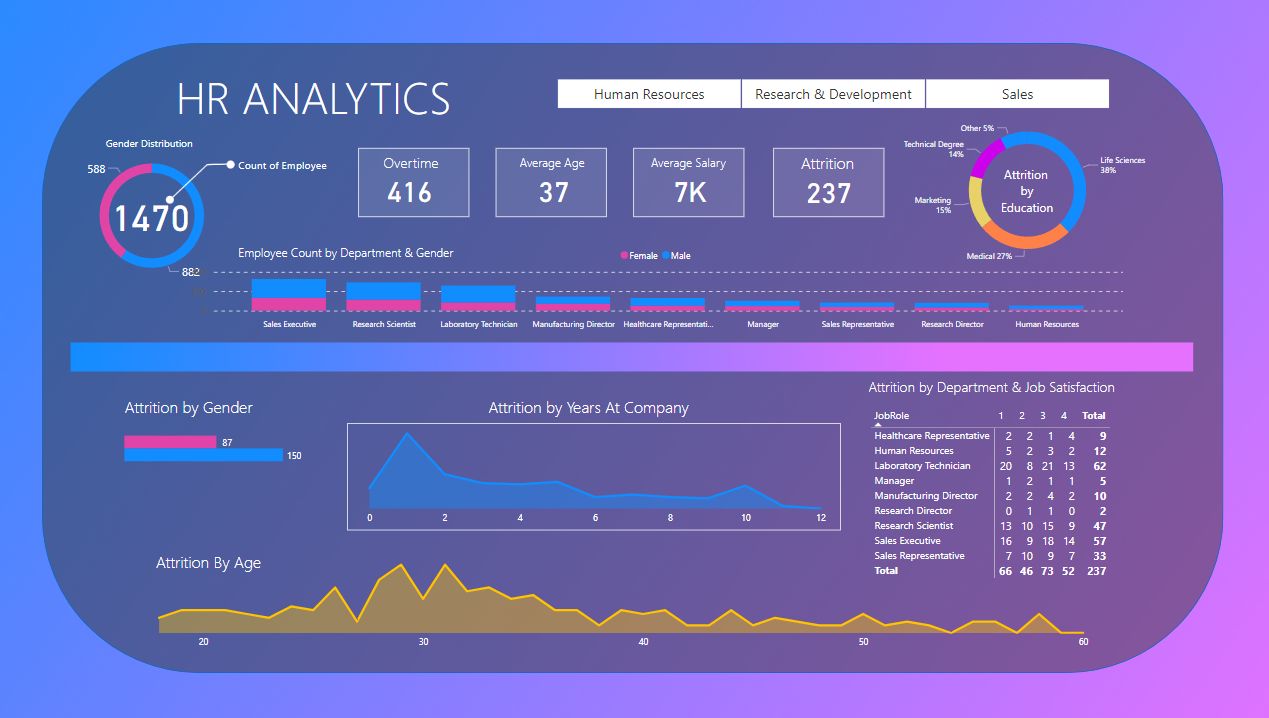 HR ANALYTICS
Human Resources
Research & Development
Sales
Gender Distribution
588
Count of Employee
1470
882
Overtime
416
Average Age
37
Average Salary
7K
Attrition
237
Other 5%
Technical Degree
14%
Life Sciences
38%
Marketing
15%
Medical 27%
Attrition
by
Education
Employee Count by Department & Gender
Female Male
Sales Executive
Research Scientist
Laboratory Technician
Manufacturing Director
Healthcare Representati...
Manager
Sales Representative
Research Director
Human Resources
Attrition by Gender
87
150
Attrition by Years At Company
0 2 4 6 8 10 12
Attrition by Department & Job Satisfaction
JobRole 1 2 3 4 Total
Healthcare Representative 2 2 1 4 9
Human Resources 5 2 3 2 12
Laboratory Technician 20 8 21 13 62
Manager 1 2 1 1 5
Manufacturing Director 2 2 4 2 10
Research Director 0 1 1 0 2
Research Scientist 13 10 15 9 47
Sales Executive 16 9 18 14 57
Sales Representative 7 10 9 7 33
Total 66 46 73 52 237
Attrition By Age
20 30 40 50 60